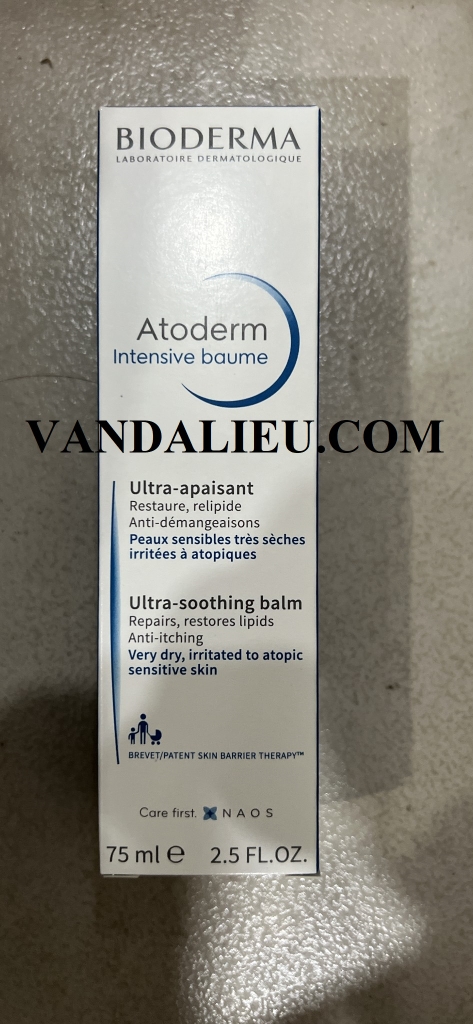 BIODERMA
LABORATOIRE DERMATOLOGIQUE
Atoderm
Intensive baume
VANDALIEU.COM
Ultra-apaisant
Restaure, relipide
Anti-démangeaisons
Peaux sensibles très sèches
irritées à atopiques
Ultra-soothing balm
Repairs, restores lipids
Anti-itching
Very dry, irritated to atopic
sensitive skin
BREVET/PATENT SKIN BARRIER THERAPY™
Care first. NAOS
75 ml ℮ 2.5 FL.OZ.